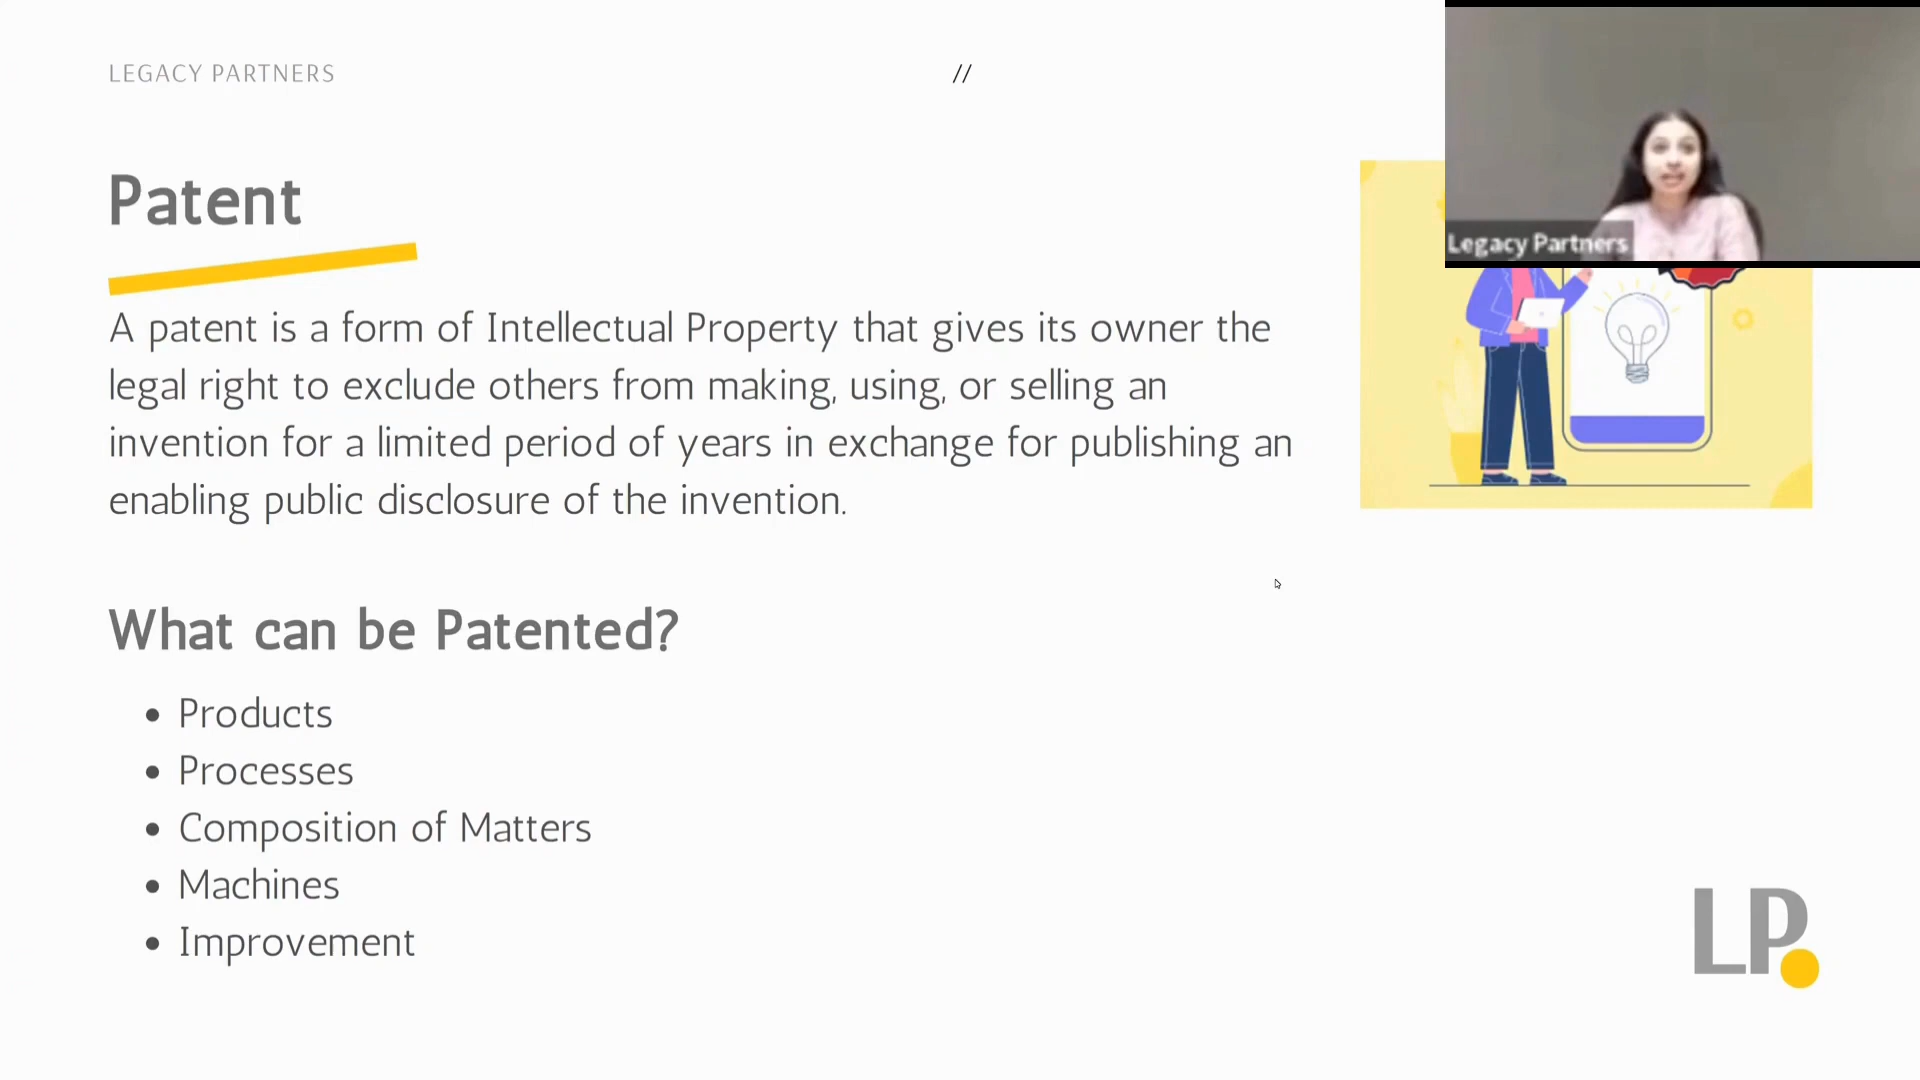 LEGACY PARTNERS
//
Legacy Partners
Patent
A patent is a form of Intellectual Property that gives its owner the
legal right to exclude others from making, using, or selling an
invention for a limited period of years in exchange for publishing an
enabling public disclosure of the invention.
What can be Patented?
• Products
• Processes
• Composition of Matters
• Machines
• Improvement
LP